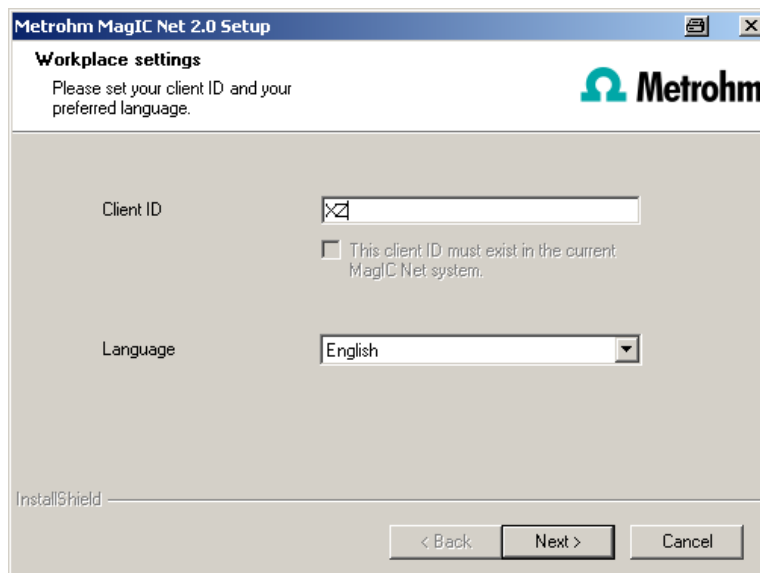 Metrohm MagIC Net 2.0 Setup
Workplace settings
Please set your client ID and your
preferred language.
Metrohm
Client ID
XZ
This client ID must exist in the current
MagIC Net system.
Language
English
InstallShield
< Back
Next >
Cancel